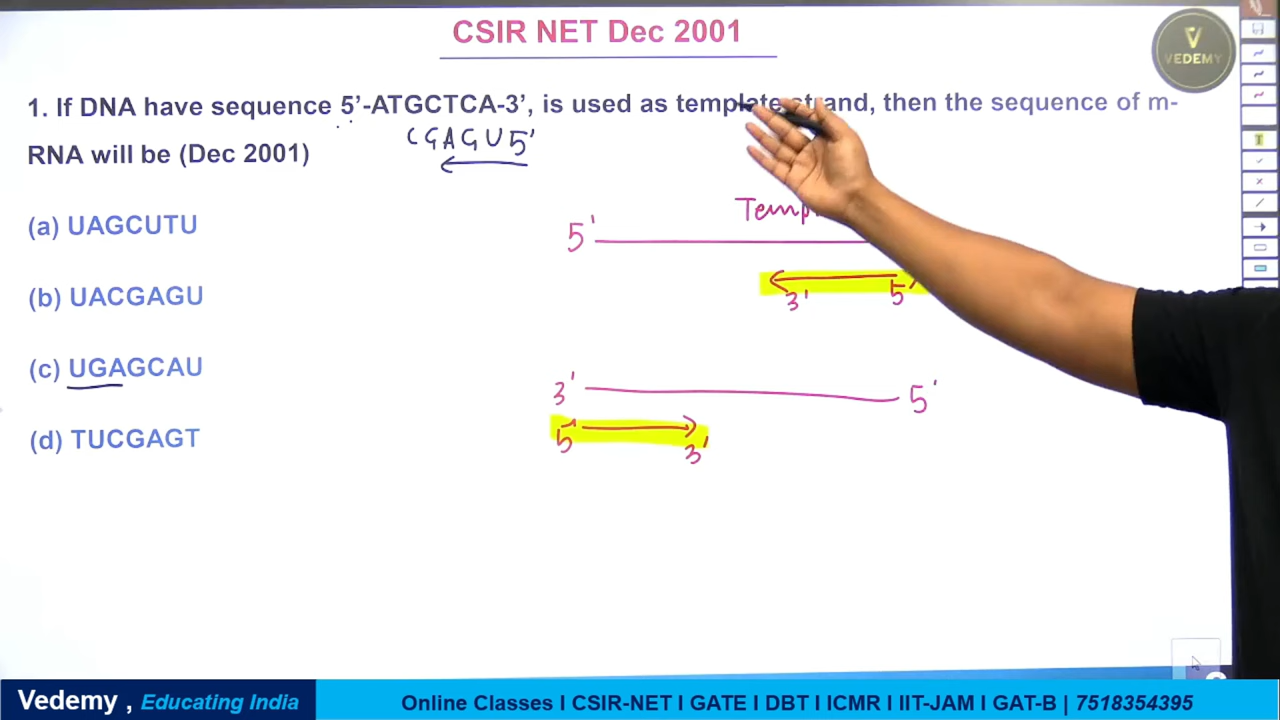 CSIR NET Dec 2001
V
VEDEMY
1. If DNA have sequence 5’-ATGCTCA-3’, is used as template strand, then the sequence of m-
CGAGU5'
RNA will be (Dec 2001)
(a) UAGCUTU
(b) UACGAGU
(c) UGAGCAU
(d) TUCGAGT
Templ
5'
3' 5'
3' 5'
5' 3'
Vedemy , Educating India
Online Classes I CSIR-NET I GATE I DBT I ICMR I IIT-JAM I GAT-B | 7518354395